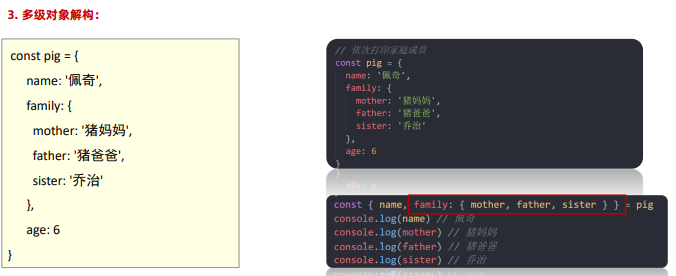 3. 多级对象解构：
const pig = {
name: '佩奇',
family: {
mother: '猪妈妈',
father: '猪爸爸',
sister: '乔治'
},
age: 6
}
// 依次打印家庭成员
const pig = {
name: '佩奇',
family: {
mother: '猪妈妈',
father: '猪爸爸',
sister: '乔治'
},
age: 6
}
const { name, family: { mother, father, sister } } = pig
console.log(name) // 佩奇
console.log(mother) // 猪妈妈
console.log(father) // 猪爸爸
console.log(sister) // 乔治